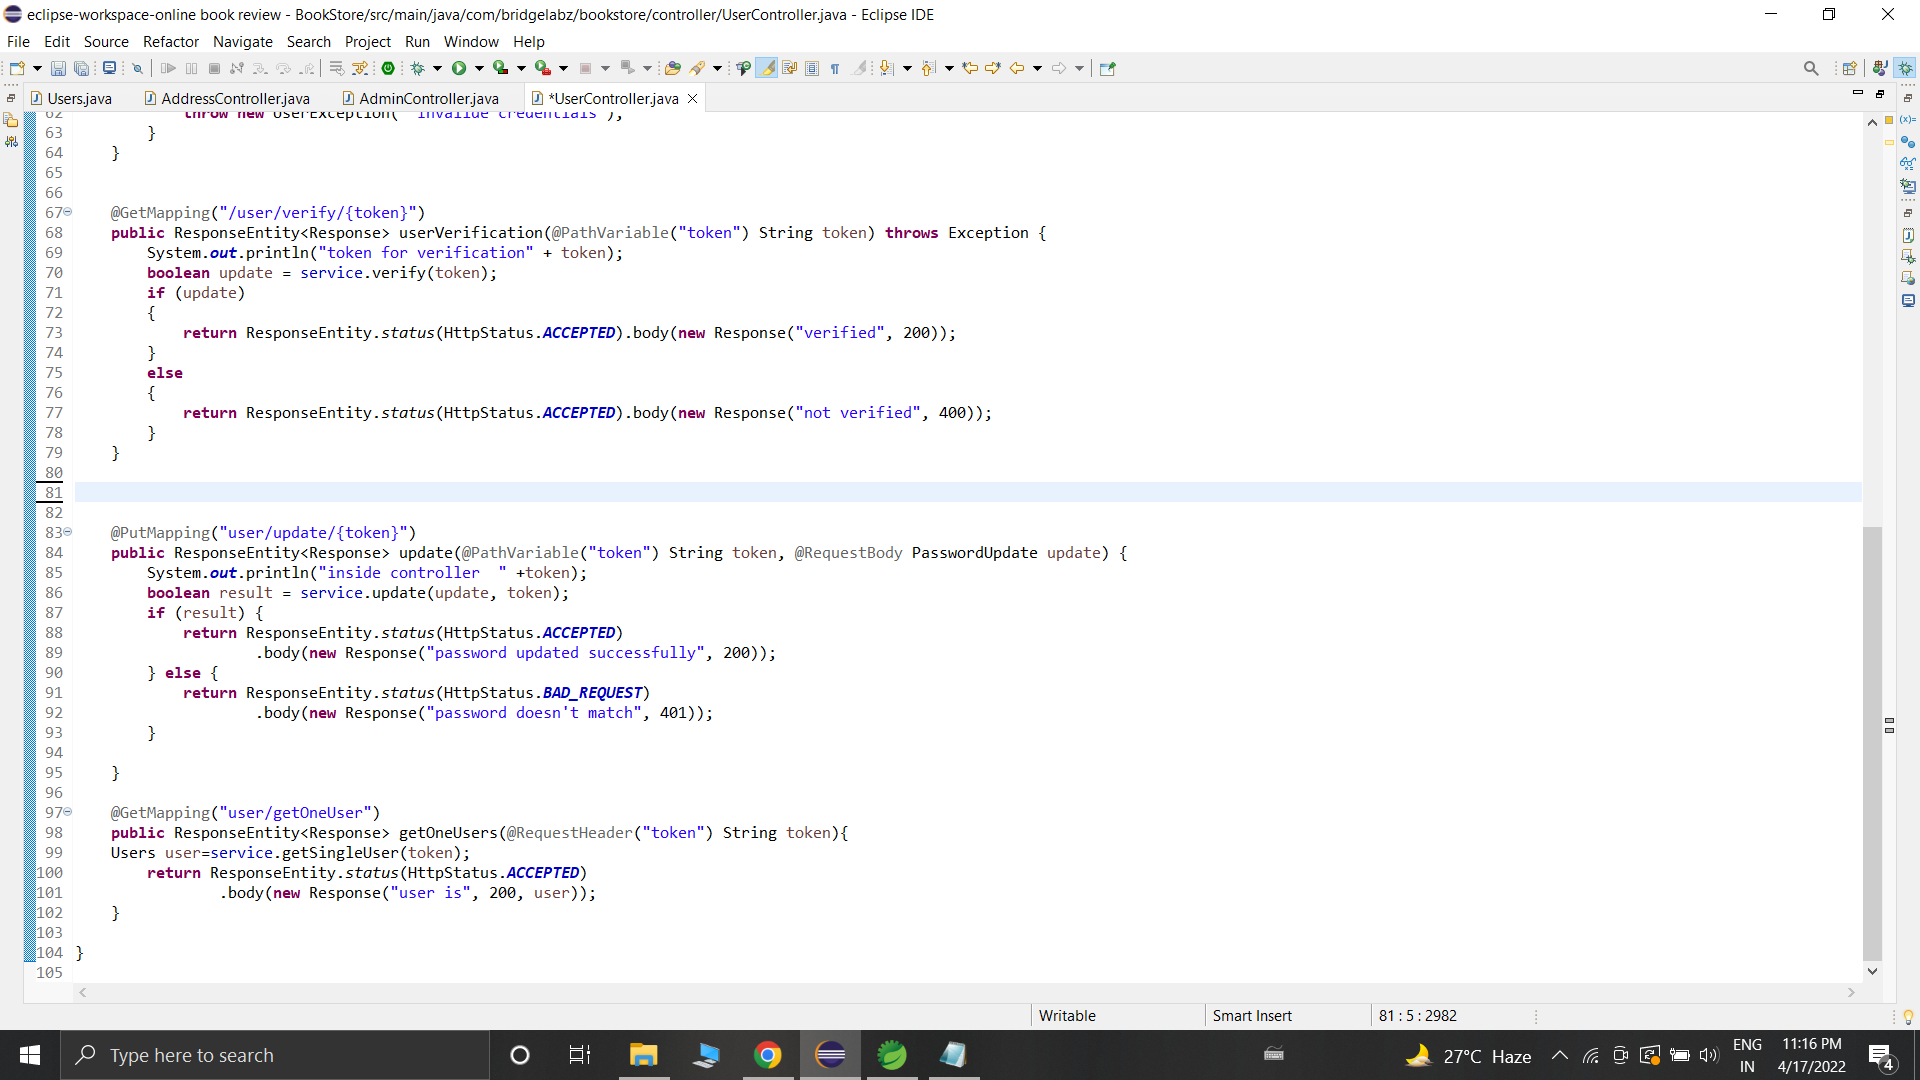 eclipse-workspace-online book review - BookStore/src/main/java/com/bridgelabz/bookstore/controller/UserController.java - Eclipse IDE
File Edit Source Refactor Navigate Search Project Run Window Help
Users.java AddressController.java AdminController.java *UserController.java
62 throw new UserException(" invalide credentials");
63 }
64 }
65
66
67 @GetMapping("/user/verify/{token}")
68 public ResponseEntity<Response> userVerification(@PathVariable("token") String token) throws Exception {
69 System.out.println("token for verification" + token);
70 boolean update = service.verify(token);
71 if (update)
72 {
73 return ResponseEntity.status(HttpStatus.ACCEPTED).body(new Response("verified", 200));
74 }
75 else
76 {
77 return ResponseEntity.status(HttpStatus.ACCEPTED).body(new Response("not verified", 400));
78 }
79 }
80
81
82
83 @PutMapping("user/update/{token}")
84 public ResponseEntity<Response> update(@PathVariable("token") String token, @RequestBody PasswordUpdate update) {
85 System.out.println("inside controller  " +token);
86 boolean result = service.update(update, token);
87 if (result) {
88 return ResponseEntity.status(HttpStatus.ACCEPTED)
89 .body(new Response("password updated successfully", 200));
90 } else {
91 return ResponseEntity.status(HttpStatus.BAD_REQUEST)
92 .body(new Response("password doesn't match", 401));
93 }
94
95 }
96
97 @GetMapping("user/getOneUser")
98 public ResponseEntity<Response> getOneUsers(@RequestHeader("token") String token){
99 Users user=service.getSingleUser(token);
100 return ResponseEntity.status(HttpStatus.ACCEPTED)
101 .body(new Response("user is", 200, user));
102 }
103
104 }
105
Writable Smart Insert 81 : 5 : 2982
Type here to search
27°C Haze
ENG
IN
11:16 PM
4/17/2022
4